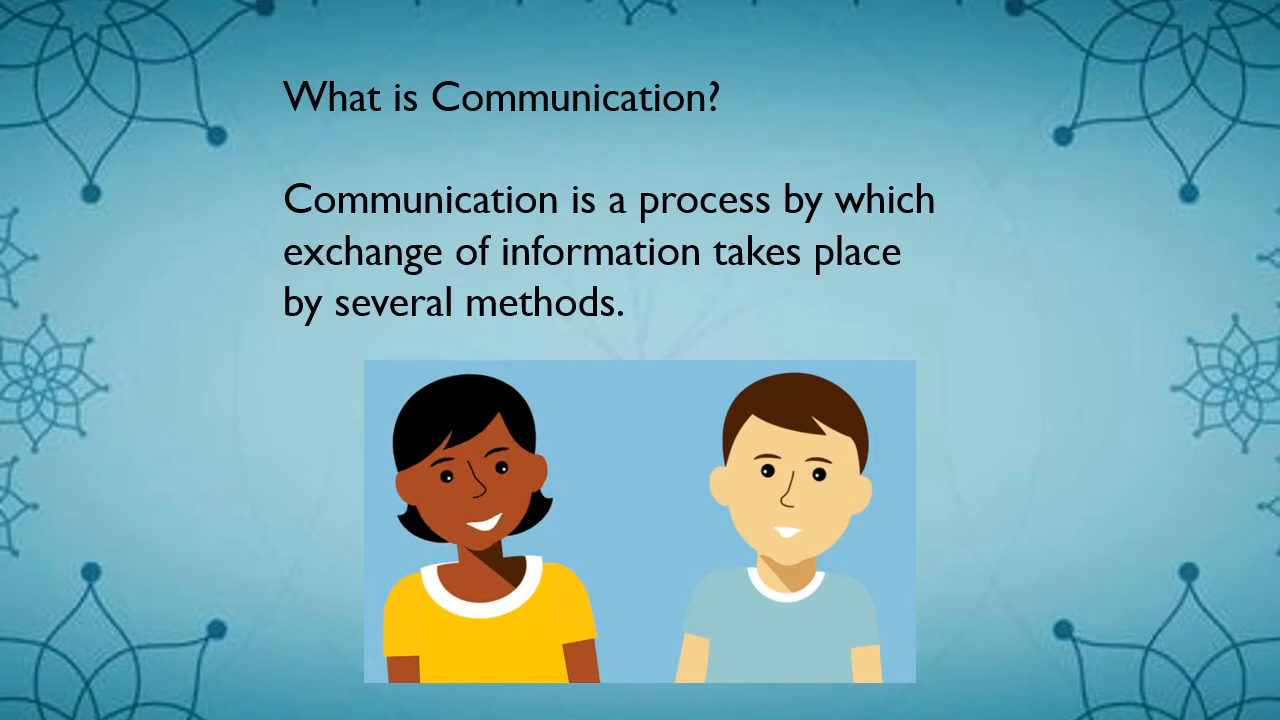 What is Communication?
Communication is a process by which
exchange of information takes place
by several methods.